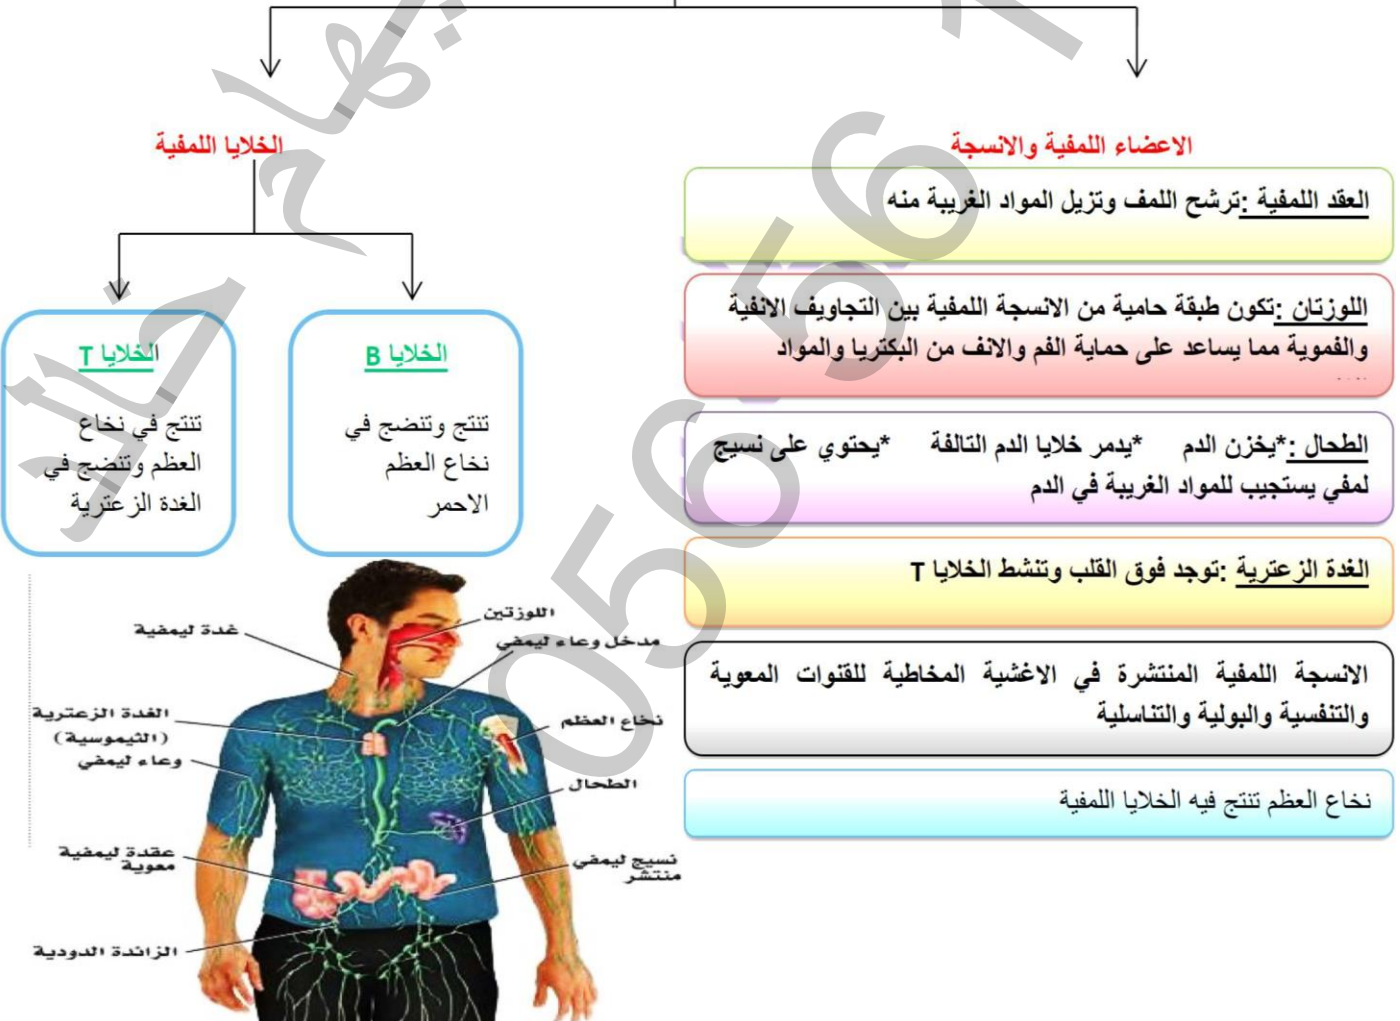 الاعضاء اللمفية والانسجة
العقد اللمفية :ترشح اللمف وتزيل المواد الغريبة منه
اللوزتان :تكون طبقة حامية من الانسجة اللمفية بين التجاويف الانفية
والفموية مما يساعد على حماية الفم والانف من البكتريا والمواد
الطحال :*يخزن الدم *يدمر خلايا الدم التالفة *يحتوي على نسيج
لمفي يستجيب للمواد الغريبة في الدم
الغدة الزعترية :توجد فوق القلب وتنشط الخلايا T
الانسجة اللمفية المنتشرة في الاغشية المخاطية للقنوات المعوية
والتنفسية والبولية والتناسلية
نخاع العظم تنتج فيه الخلايا اللمفية
الخلايا اللمفية
الخلايا B
تنتج وتنضج في
نخاع العظم
الاحمر
الخلايا T
تنتج في نخاع
العظم وتنضج في
الغدة الزعترية
اللوزتين
مدخل وعاء ليمفي
نخاع العظم
الطحال
نسيج ليمفي
منتشر
غدة ليمفية
الغدة الزعترية
(الثيموسية)
وعاء ليمفي
عقدة ليمفية
معوية
الزائدة الدودية
خالد
056 56